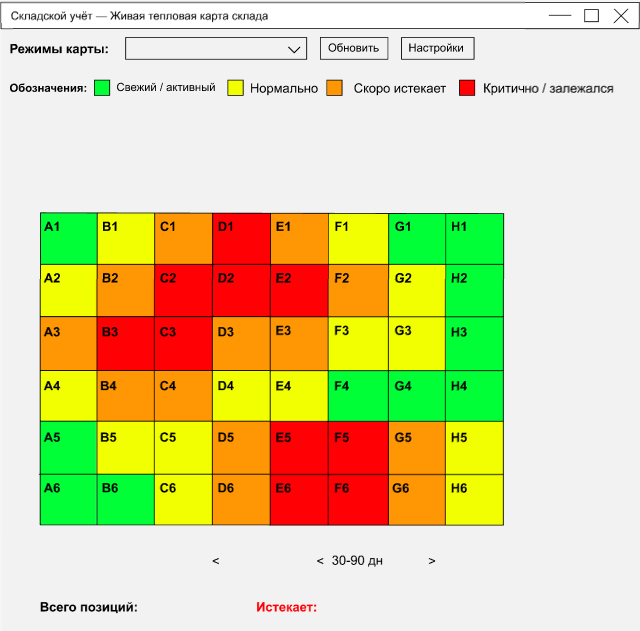 Складской учёт — Живая тепловая карта склада
Режимы карты: Обновить Настройки
Обозначения: Свежий / активный Нормально Скоро истекает Критично / залежался
A1 B1 C1 D1 E1 F1 G1 H1
A2 B2 C2 D2 E2 F2 G2 H2
A3 B3 C3 D3 E3 F3 G3 H3
A4 B4 C4 D4 E4 F4 G4 H4
A5 B5 C5 D5 E5 F5 G5 H5
A6 B6 C6 D6 E6 F6 G6 H6
< < 30-90 дн >
Всего позиций: Истекает: